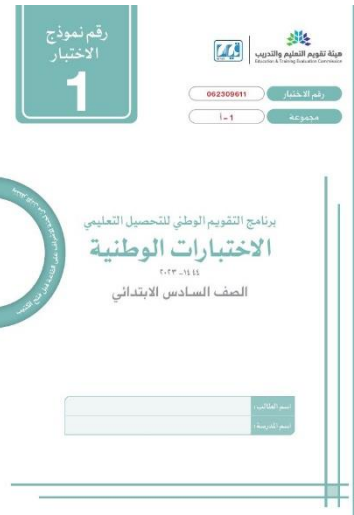 رقم نموذج
الاختبار
1
هيئة تقويم التعليم والتدريب
Education & Training Evaluation Commission
رقم الاختبار
062309611
مجموعة
1 - أ
برنامج التقويم الوطني للتحصيل التعليمي
الاختبارات الوطنية
١٤٤٤ - ٢٠٢٣
الصف السادس الابتدائي
اسم الطالب:
اسم المدرسة: